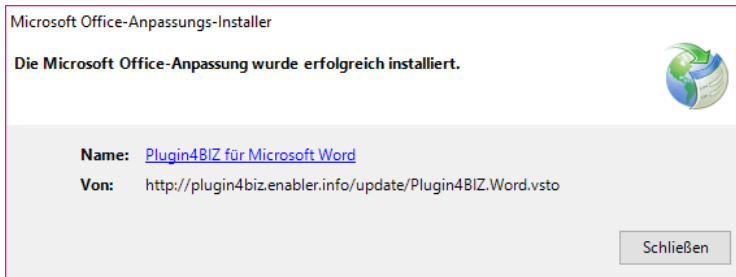 Microsoft Office-Anpassungs-Installer
Die Microsoft Office-Anpassung wurde erfolgreich installiert.
Name: Plugin4BIZ für Microsoft Word
Von: http://plugin4biz.enabler.info/update/Plugin4BIZ.Word.vsto
Schließen